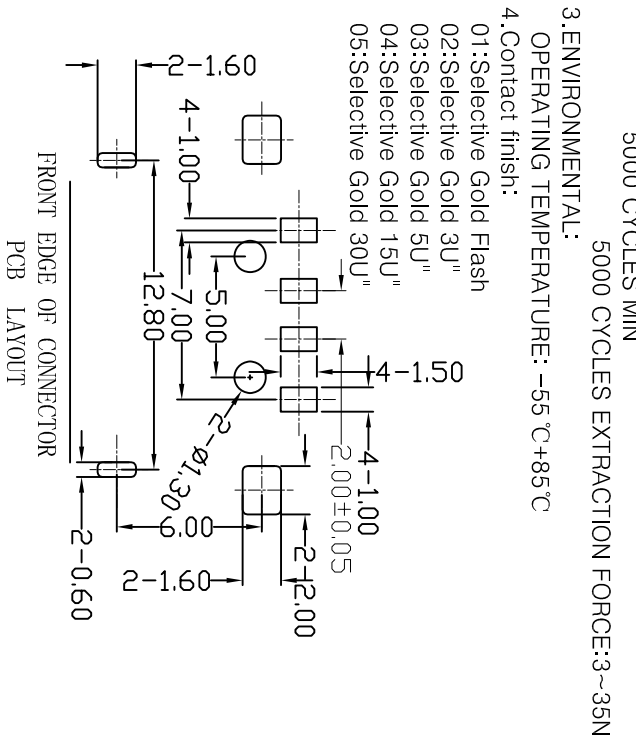 5000 CYCLES MIN
5000 CYCLES EXTRACTION FORCE:3~35N
3.ENVIRONMENTAL:
OPERATING TEMPERATURE: -55℃+85℃
4.Contact finish:
01:Selective Gold Flash
02:Selective Gold 3U"
03:Selective Gold 5U"
04:Selective Gold 15U"
05:Selective Gold 30U"
4-1.50
4-1.00
2.00±0.05
2-2.00
2-1.60
4-1.00
5.00
7.00
12.80
2-ø1.30
6.00
2-1.60
2-0.60
FRONT EDGE OF CONNECTOR
PCB LAYOUT